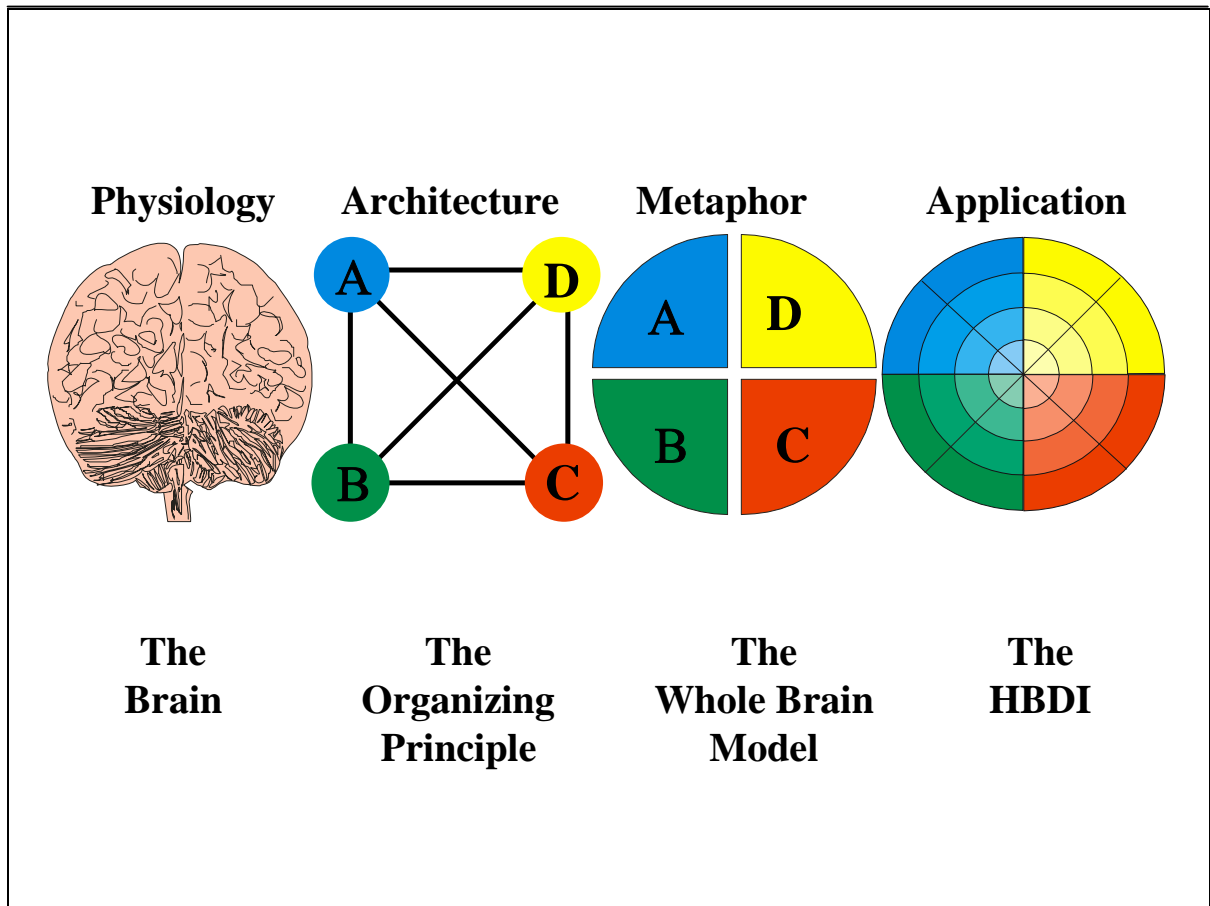 Physiology Architecture Metaphor Application
A D A D
B C B C
The The The The
Brain Organizing Whole Brain HBDI
Principle Model